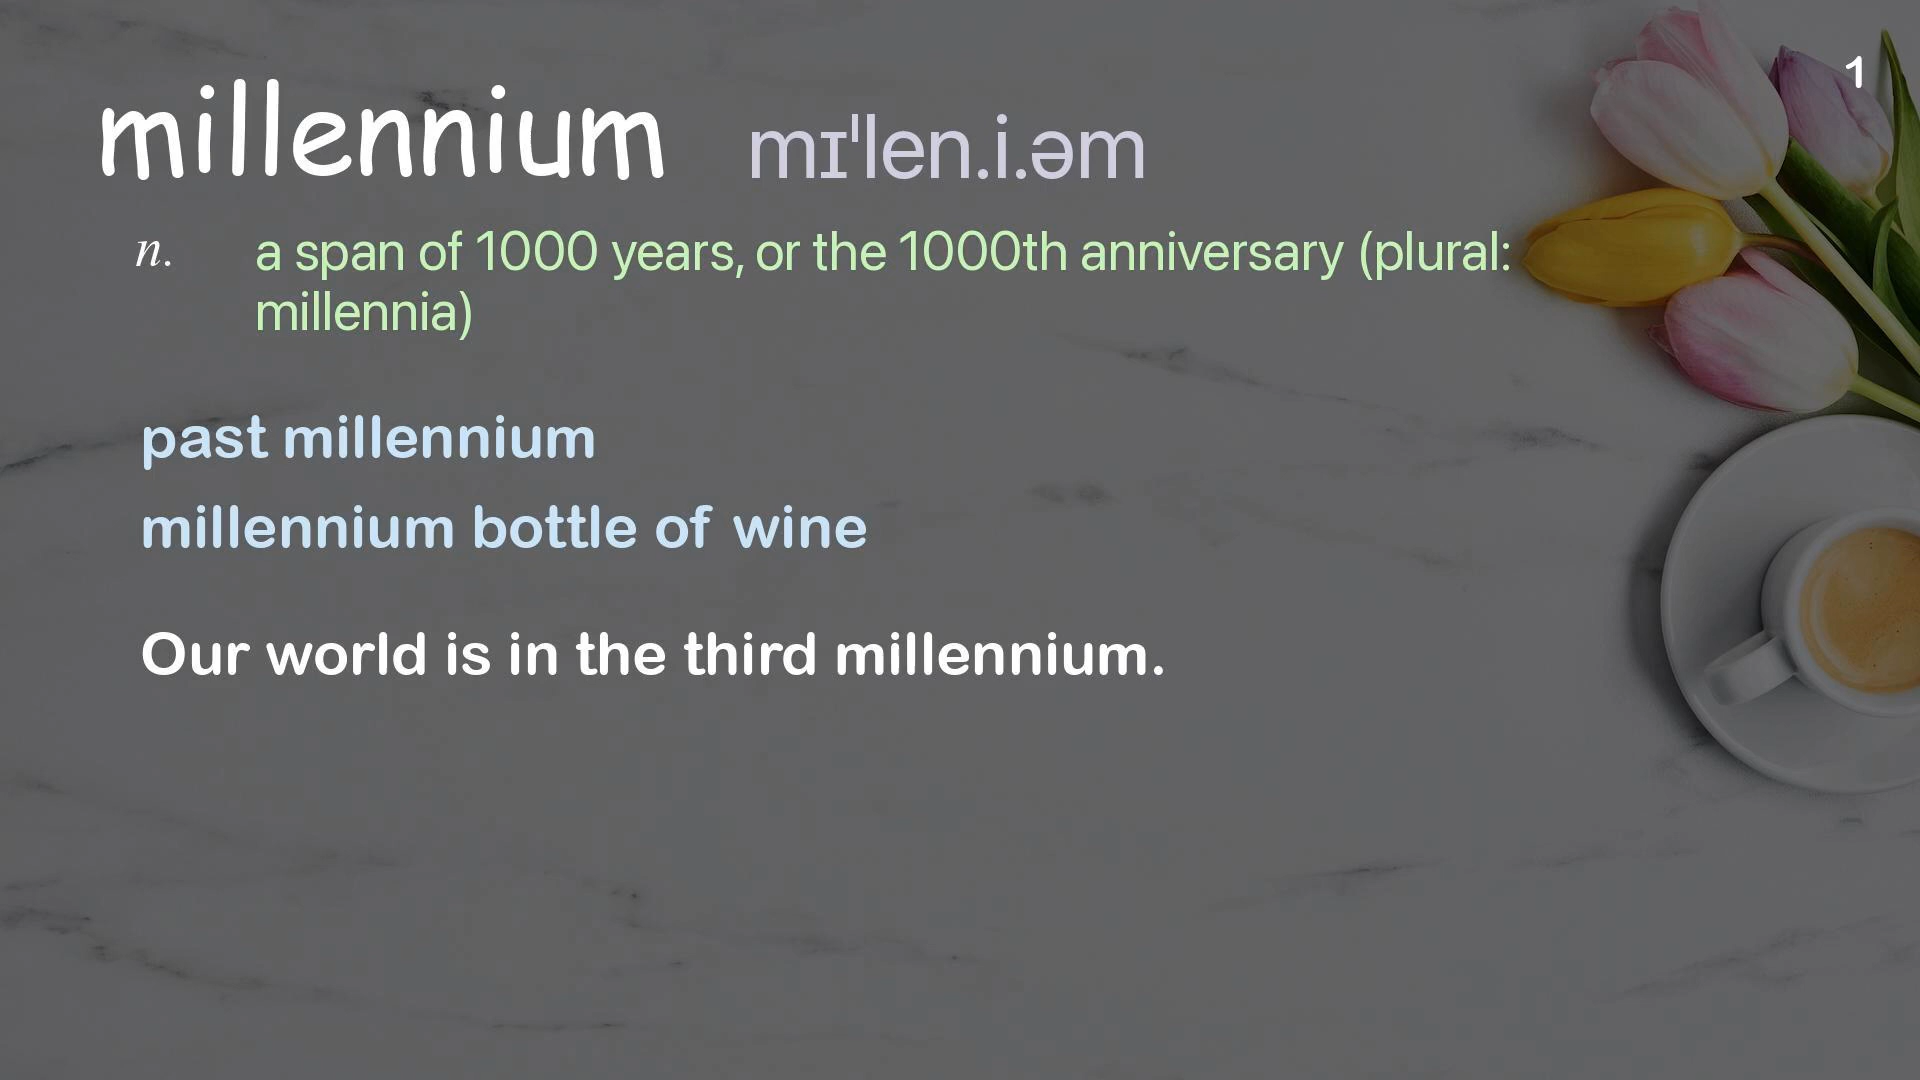 1
millennium mɪˈlen.i.əm
n. a span of 1000 years, or the 1000th anniversary (plural:
millennia)
past millennium
millennium bottle of wine
Our world is in the third millennium.